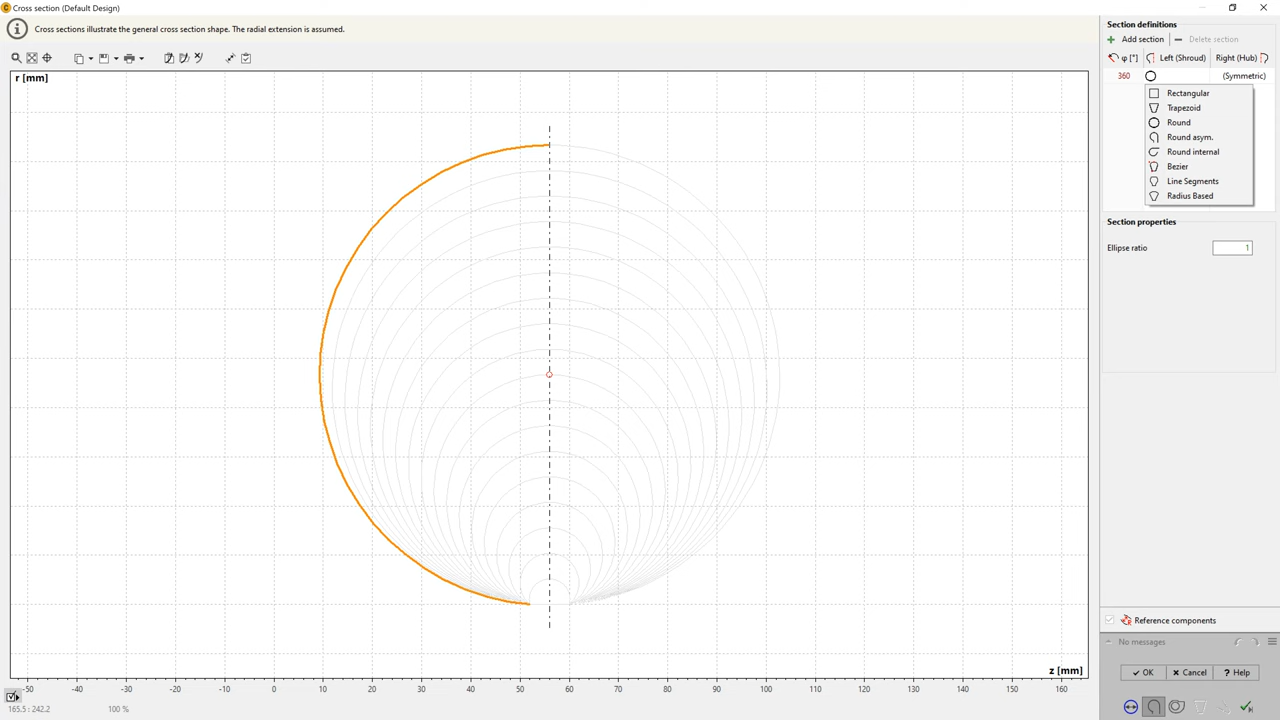 Cross section (Default Design)
Cross sections illustrate the general cross section shape. The radial extension is assumed.
Section definitions
Add section
Delete section
φ [°]
Left (Shroud)
Right (Hub)
360
(Symmetric)
Rectangular
Trapezoid
Round
Round asym.
Round internal
Bezier
Line Segments
Radius Based
Section properties
Ellipse ratio
1
r [mm]
z [mm]
-50 -40 -30 -20 -10 0 10 20 30 40 50 60 70 80 90 100 110 120 130 140 150 160
165.5 : 242.2
100 %
Reference components
No messages
OK
Cancel
? Help